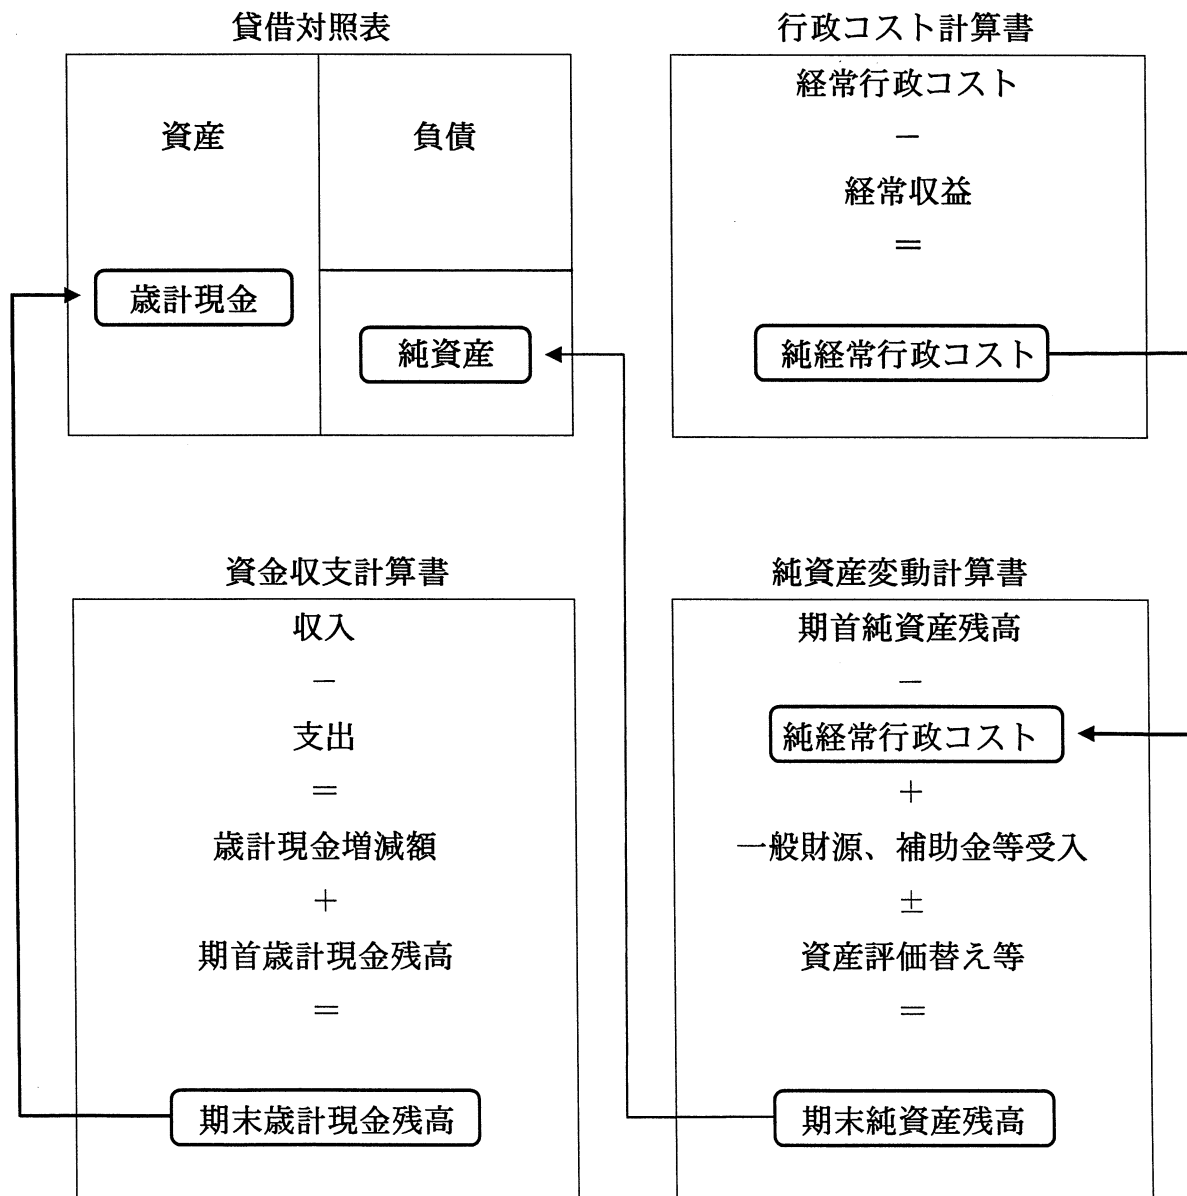 貸借対照表
資産
負債
歳計現金
純資産
行政コスト計算書
経常行政コスト
－
経常収益
＝
純経常行政コスト
資金収支計算書
収入
－
支出
＝
歳計現金増減額
＋
期首歳計現金残高
＝
期末歳計現金残高
純資産変動計算書
期首純資産残高
－
純経常行政コスト
＋
一般財源、補助金等受入
±
資産評価替え等
＝
期末純資産残高